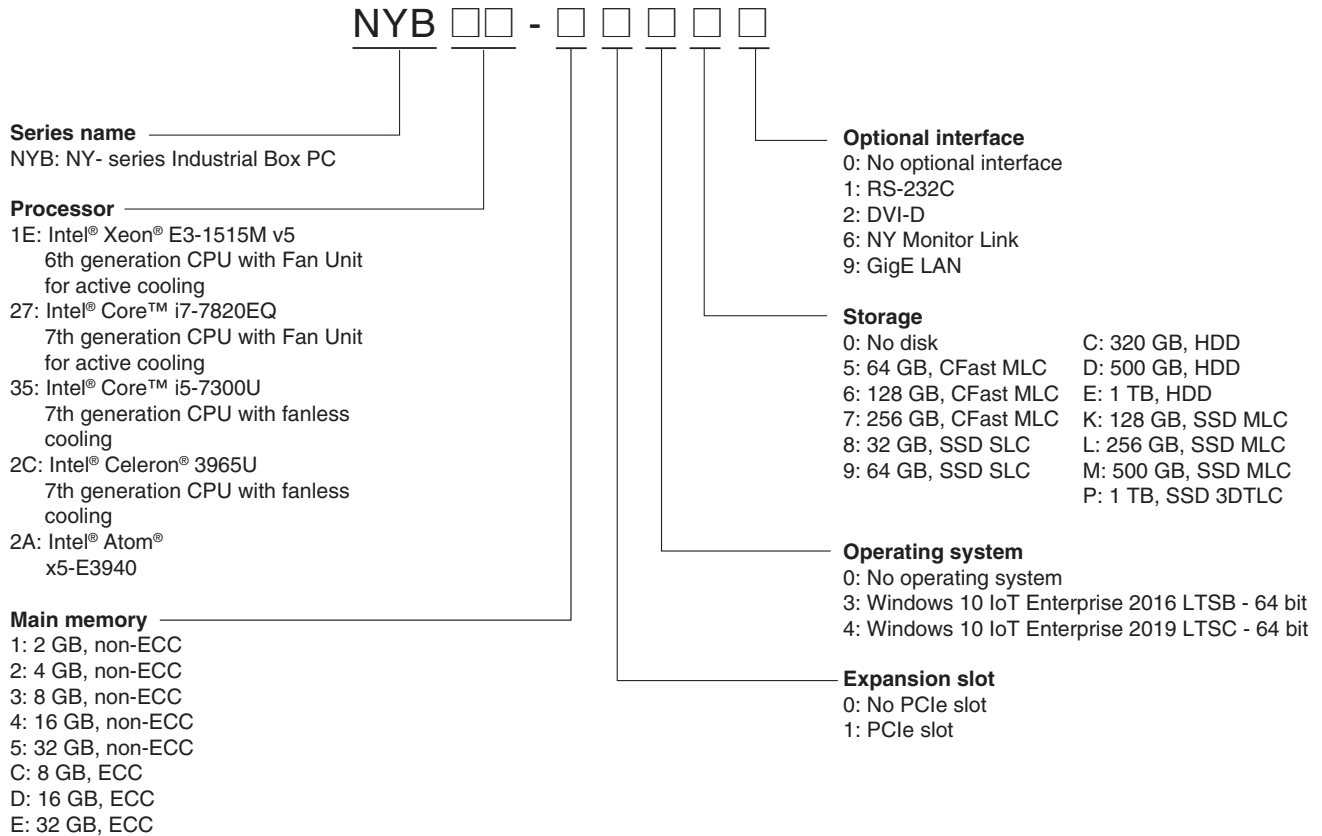 NYB □□ - □ □ □ □ □
Series name
NYB: NY- series Industrial Box PC
Processor
1E: Intel® Xeon® E3-1515M v5
6th generation CPU with Fan Unit
for active cooling
27: Intel® Core™ i7-7820EQ
7th generation CPU with Fan Unit
for active cooling
35: Intel® Core™ i5-7300U
7th generation CPU with fanless
cooling
2C: Intel® Celeron® 3965U
7th generation CPU with fanless
cooling
2A: Intel® Atom®
x5-E3940
Main memory
1: 2 GB, non-ECC
2: 4 GB, non-ECC
3: 8 GB, non-ECC
4: 16 GB, non-ECC
5: 32 GB, non-ECC
C: 8 GB, ECC
D: 16 GB, ECC
E: 32 GB, ECC
Optional interface
0: No optional interface
1: RS-232C
2: DVI-D
6: NY Monitor Link
9: GigE LAN
Storage
0: No disk
5: 64 GB, CFast MLC
6: 128 GB, CFast MLC
7: 256 GB, CFast MLC
8: 32 GB, SSD SLC
9: 64 GB, SSD SLC
C: 320 GB, HDD
D: 500 GB, HDD
E: 1 TB, HDD
K: 128 GB, SSD MLC
L: 256 GB, SSD MLC
M: 500 GB, SSD MLC
P: 1 TB, SSD 3DTLC
Operating system
0: No operating system
3: Windows 10 IoT Enterprise 2016 LTSB - 64 bit
4: Windows 10 IoT Enterprise 2019 LTSC - 64 bit
Expansion slot
0: No PCIe slot
1: PCIe slot